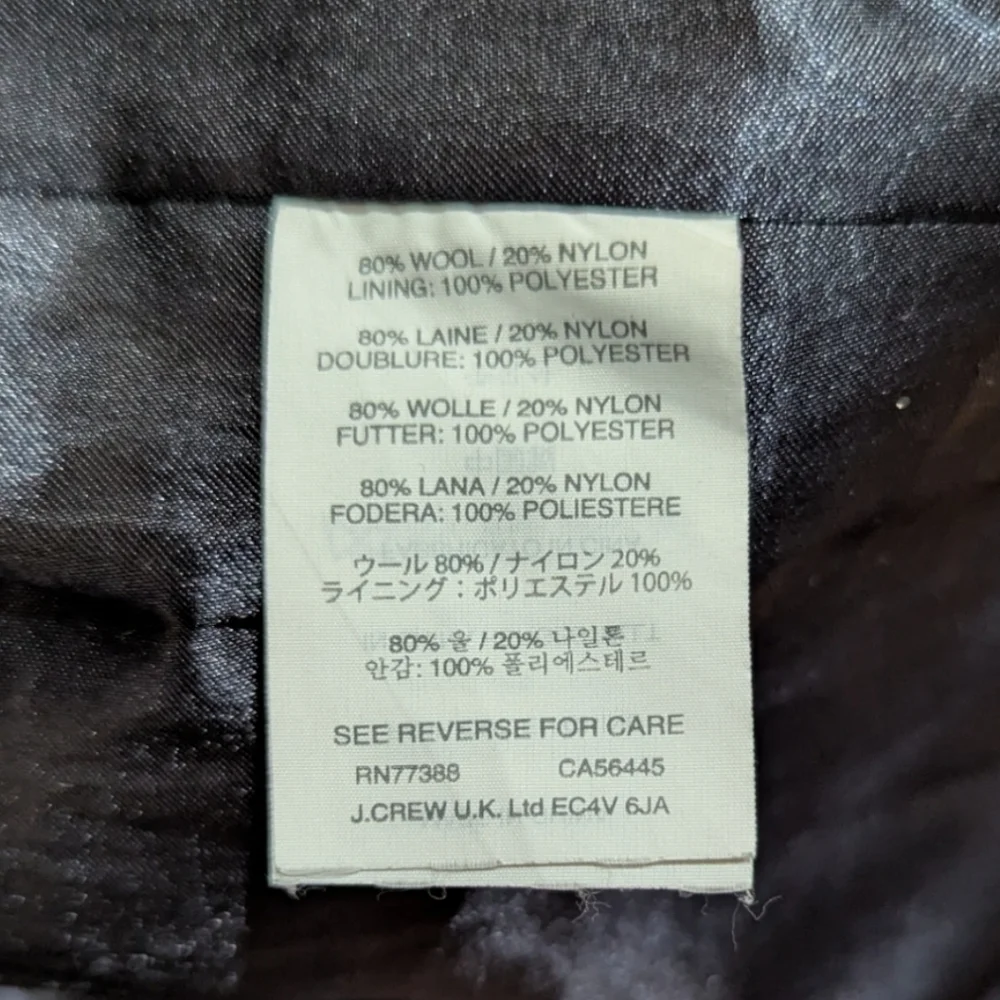 80% WOOL / 20% NYLON
LINING: 100% POLYESTER
80% LAINE / 20% NYLON
DOUBLURE: 100% POLYESTER
80% WOLLE / 20% NYLON
FUTTER: 100% POLYESTER
80% LANA / 20% NYLON
FODERA: 100% POLIESTERE
ウール 80% / ナイロン 20%
ライニング：ポリエステル 100%
80% 울 / 20% 나일론
안감: 100% 폴리에스테르
SEE REVERSE FOR CARE
RN77388 CA56445
J.CREW U.K. Ltd EC4V 6JA